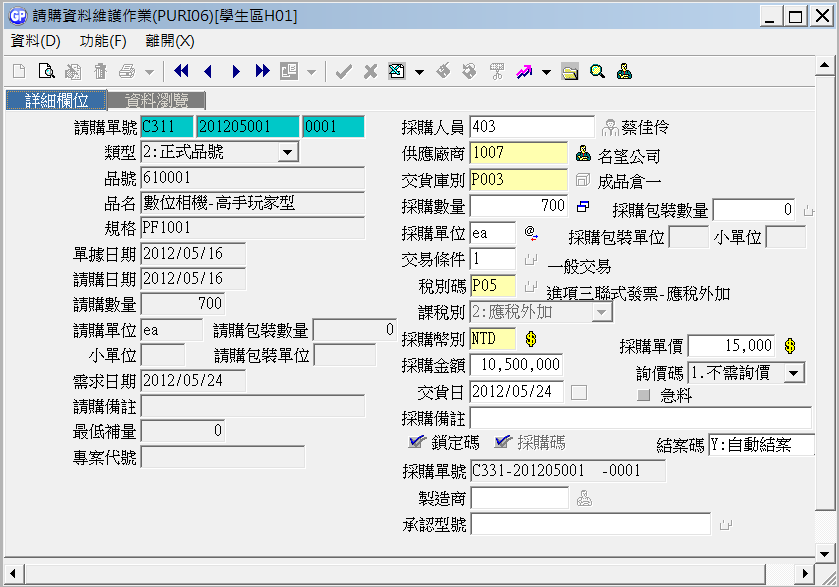 請購資料維護作業(PURI06)[學生區H01]
資料(D) 功能(F) 離開(X)
詳細欄位 資料瀏覽
請購單號 C311 201205001 0001
類型 2:正式品號
品號 610001
品名 數位相機-高手玩家型
規格 PF1001
單據日期 2012/05/16
請購日期 2012/05/16
請購數量 700
請購單位 ea 請購包裝數量 0
小單位 請購包裝單位
需求日期 2012/05/24
請購備註
最低補量 0
專案代號
採購人員 403 蔡佳伶
供應廠商 1007 名望公司
交貨庫別 P003 成品倉一
採購數量 700 採購包裝數量 0
採購單位 ea 採購包裝單位 小單位
交易條件 1 一般交易
稅別碼 P05 進項三聯式發票-應稅外加
課稅別 2:應稅外加
採購幣別 NTD 採購單價 15,000
採購金額 10,500,000 詢價碼 1.不需詢價
交貨日 2012/05/24 急料
採購備註
鎖定碼 採購碼 結案碼 Y:自動結案
採購單號 C331-201205001 -0001
製造商
承認型號